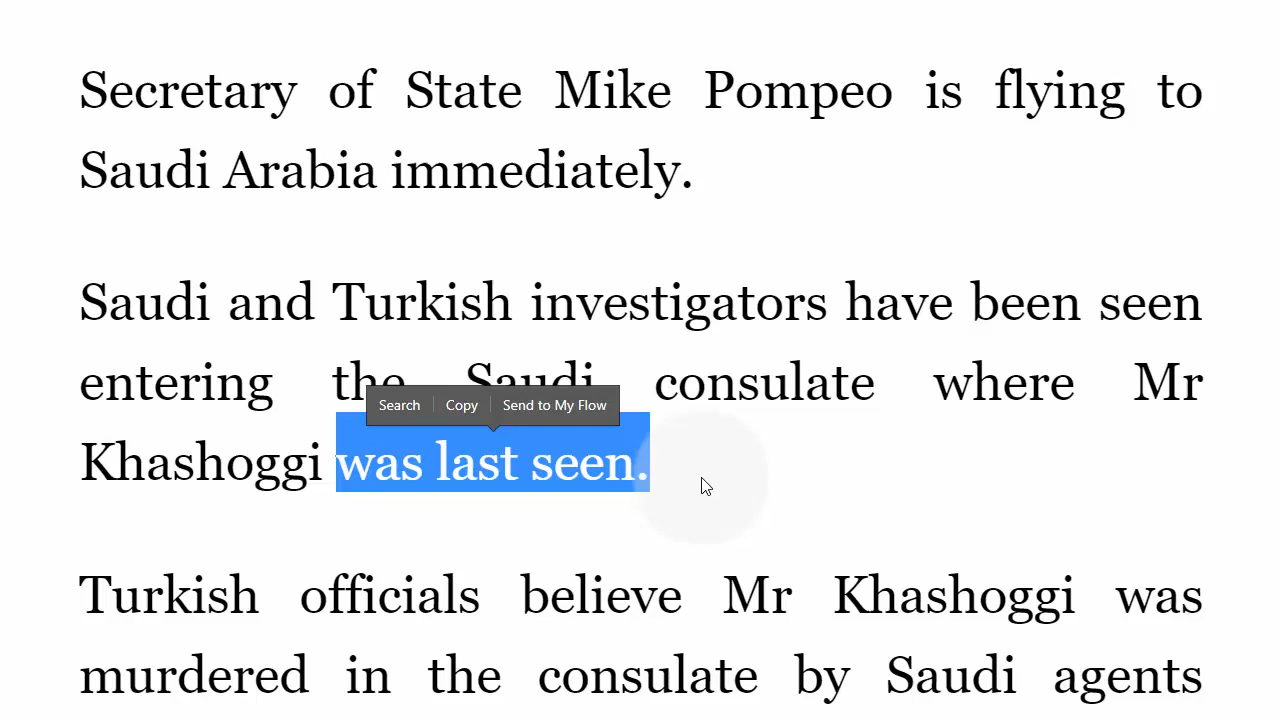 Secretary of State Mike Pompeo is flying to
Saudi Arabia immediately.
Saudi and Turkish investigators have been seen
entering the Saudi consulate where Mr
Search Copy Send to My Flow
Khashoggi was last seen.
Turkish officials believe Mr Khashoggi was
murdered in the consulate by Saudi agents